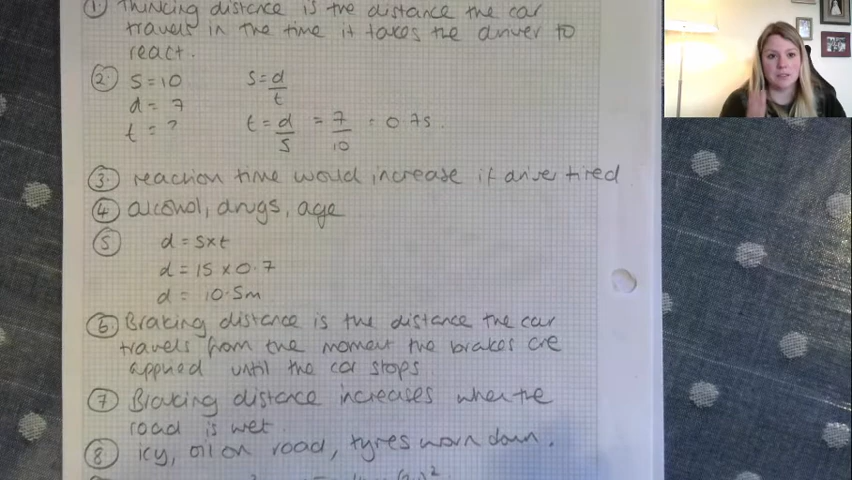 ① Thinking distance is the distance the car
travels in the time it takes the driver to
react.
② s = 10
d = 7
t = ?
s = d/t
t = d/s = 7/10 = 0.7s.
③ reaction time would increase if driver tired
④ alcohol, drugs, age
⑤ d = s x t
d = 15 x 0.7
d = 10.5m
⑥ Braking distance is the distance the car
travels from the moment the brakes are
applied until the car stops.
⑦ Braking distance increases when the
road is wet.
⑧ icy, oil on road, tyres worn down.